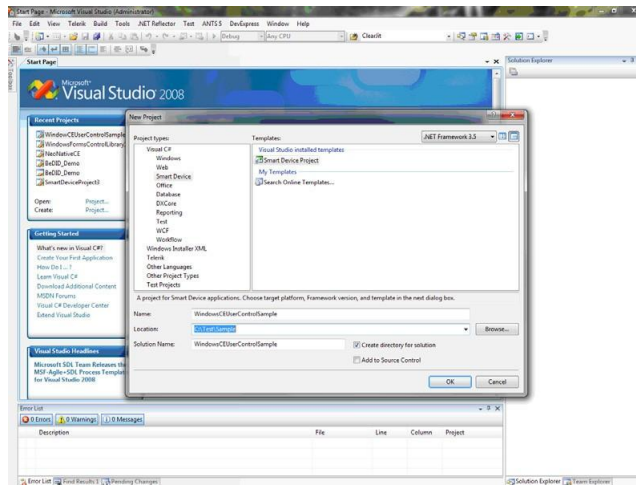 Start Page - Microsoft Visual Studio (Administrator)
File Edit View Telerik Build Tools .NET Reflector Test ANTS 5 DevExpress Window Help
Debug Any CPU Clearlit
Start Page
Solution Explorer
Toolbox
Microsoft®
Visual Studio® 2008
Recent Projects
WindowCEUserControlSample
WindowsFormsControlLibrary
NeoNativeCE
BeDID_Demo
BeDID_Demo
SmartDeviceProject3
Open: Project...
Create: Project...
Getting Started
What's new in Visual C#?
Create Your First Application
How Do I ... ?
Learn Visual C#
Download Additional Content
MSDN Forums
Visual C# Developer Center
Extend Visual Studio
Visual Studio Headlines
Microsoft SDL Team Releases the
MSF-Agile+SDL Process Templat
for Visual Studio 2008
New Project
Project types:
Templates:
.NET Framework 3.5
Visual C#
Windows
Web
Smart Device
Office
Database
DXCore
Reporting
Test
WCF
Workflow
Windows Installer XML
Telerik
Other Languages
Other Project Types
Test Projects
Visual Studio installed templates
Smart Device Project
My Templates
Search Online Templates...
A project for Smart Device applications. Choose target platform, Framework version, and template in the next dialog box.
Name: WindowsCEUserControlSample
Location: C:\Test\Sample
Browse...
Solution Name: WindowsCEUserControlSample
Create directory for solution
Add to Source Control
OK Cancel
Error List
0 Errors 0 Warnings 0 Messages
Description File Line Column Project
Error List Find Results 1 Pending Changes
Solution Explorer Team Explorer